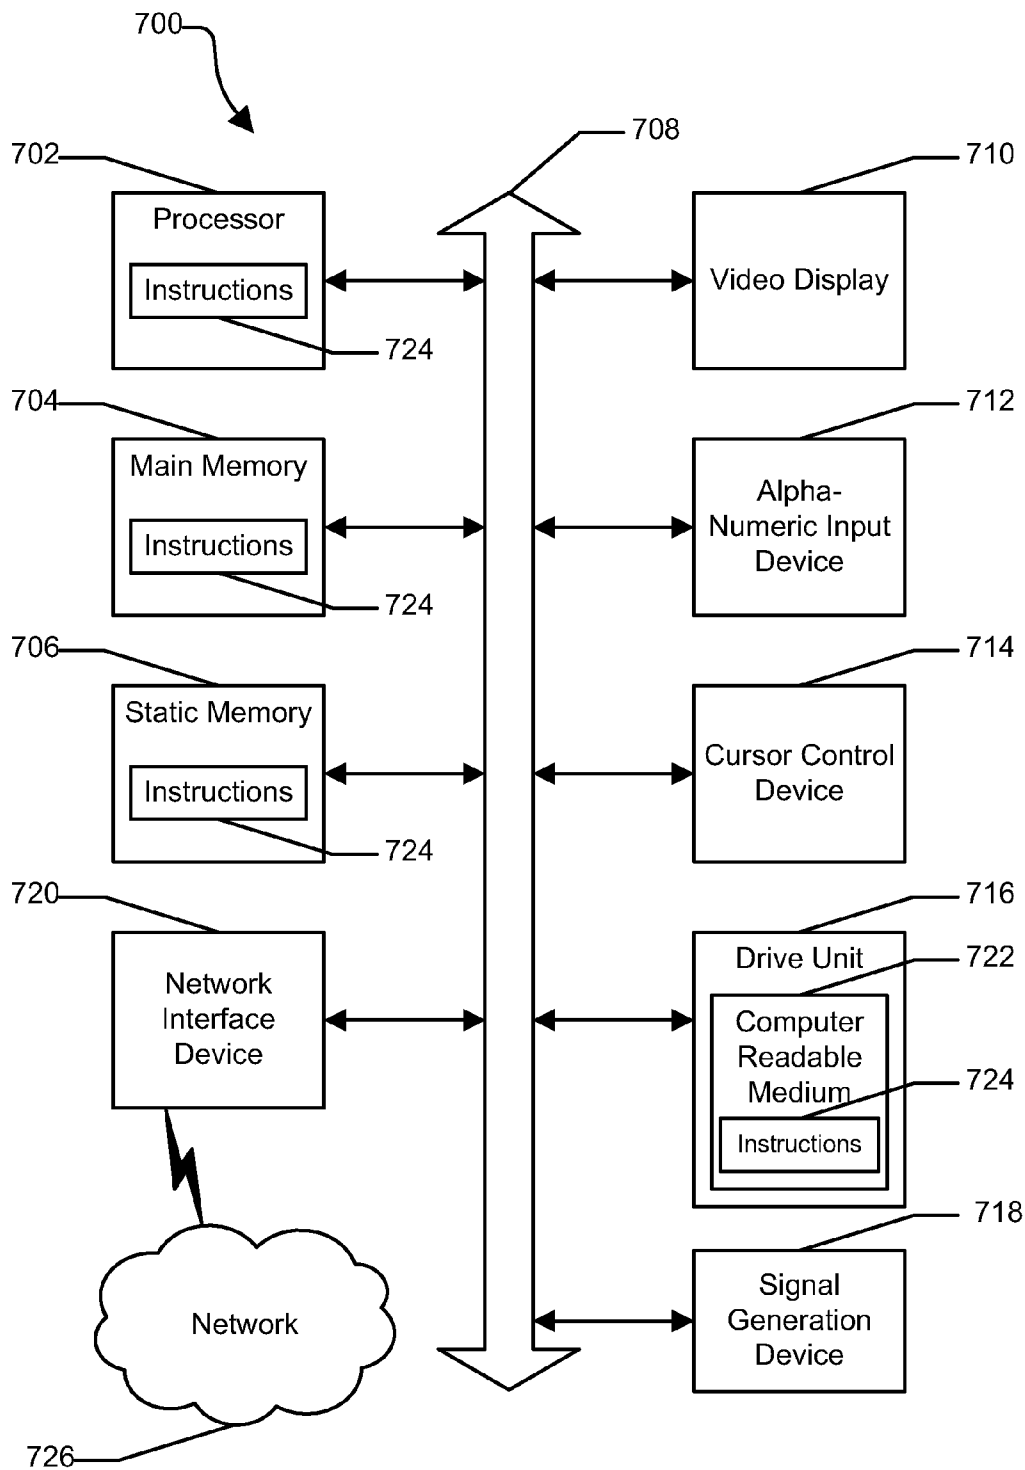 700
708
702
Processor
Instructions
724
710
Video Display
704
Main Memory
Instructions
724
712
Alpha-
Numeric Input
Device
706
Static Memory
Instructions
724
714
Cursor Control
Device
720
Network
Interface
Device
716
Drive Unit
722
Computer
Readable
Medium
724
Instructions
718
Signal
Generation
Device
Network
726